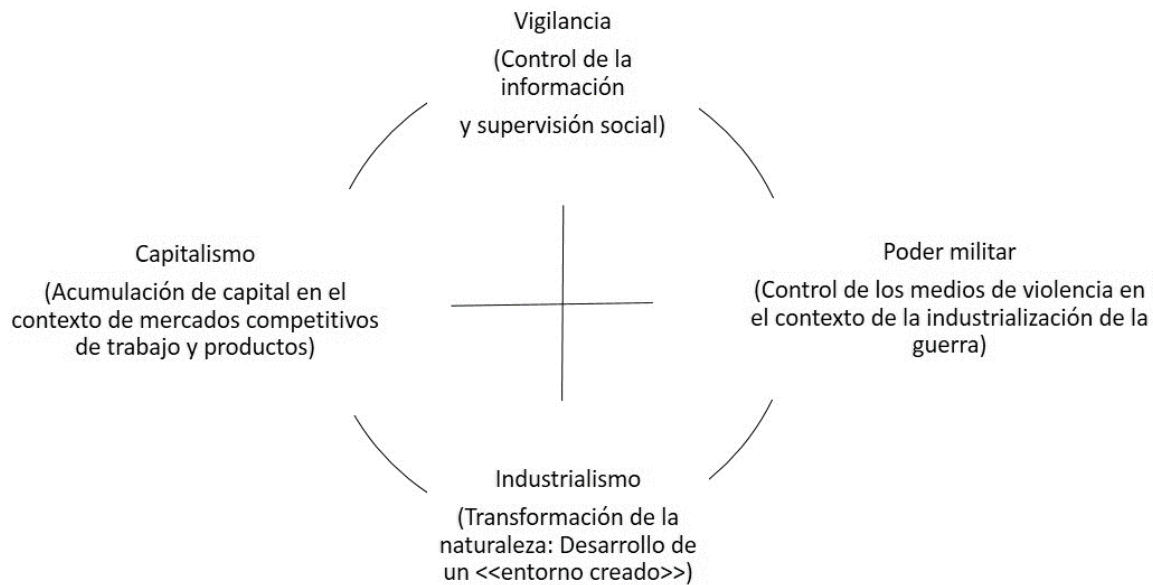 Vigilancia
(Control de la
información
y supervisión social)
Capitalismo
(Acumulación de capital en el
contexto de mercados competitivos
de trabajo y productos)
Poder militar
(Control de los medios de violencia en
el contexto de la industrialización de la
guerra)
Industrialismo
(Transformación de la
naturaleza: Desarrollo de
un <<entorno creado>>)